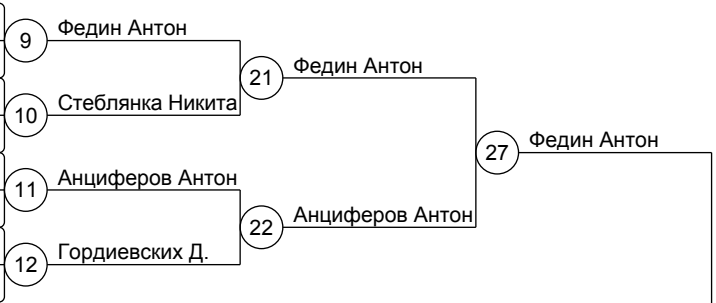 9 Федин Антон
21 Федин Антон
10 Стеблянка Никита
27 Федин Антон
11 Анциферов Антон
22 Анциферов Антон
12 Гордиевских Д.